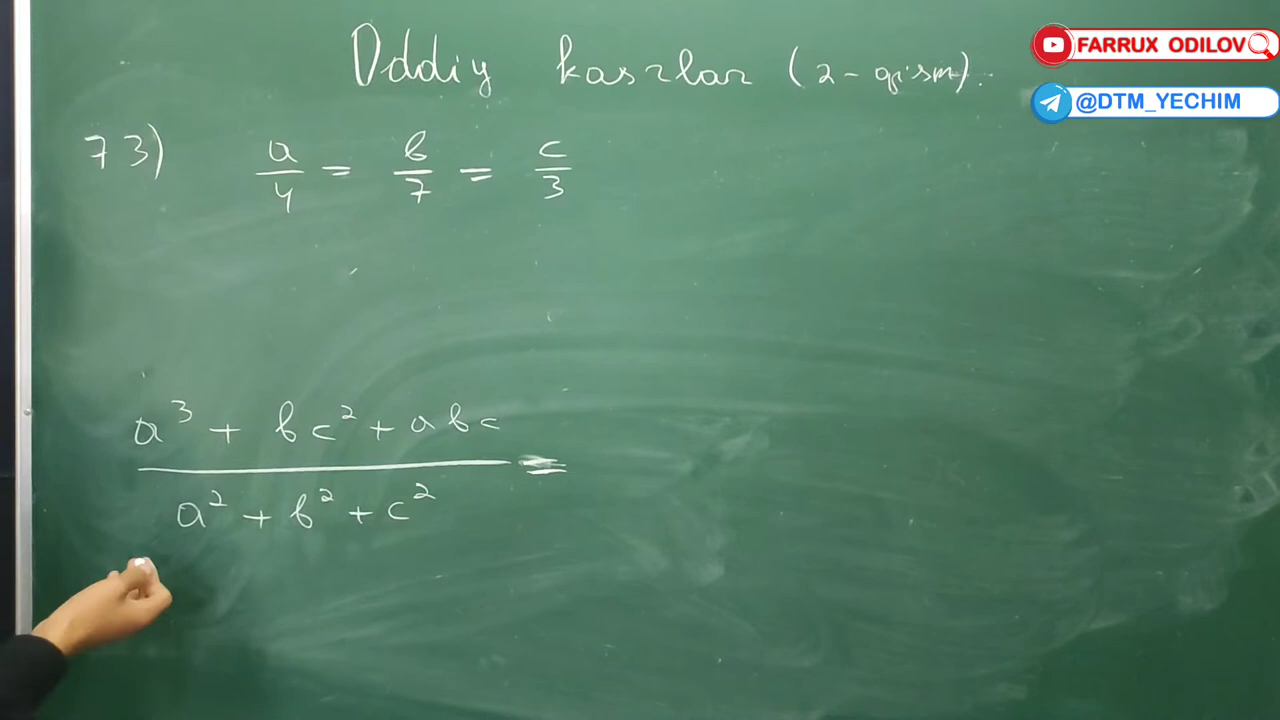 Oddiy kasrlar (2-qism).
FARRUX ODILOV
@DTM_YECHIM
73) a/4 = b/7 = c/3
a³ + bc² + abc
a² + b² + c² =